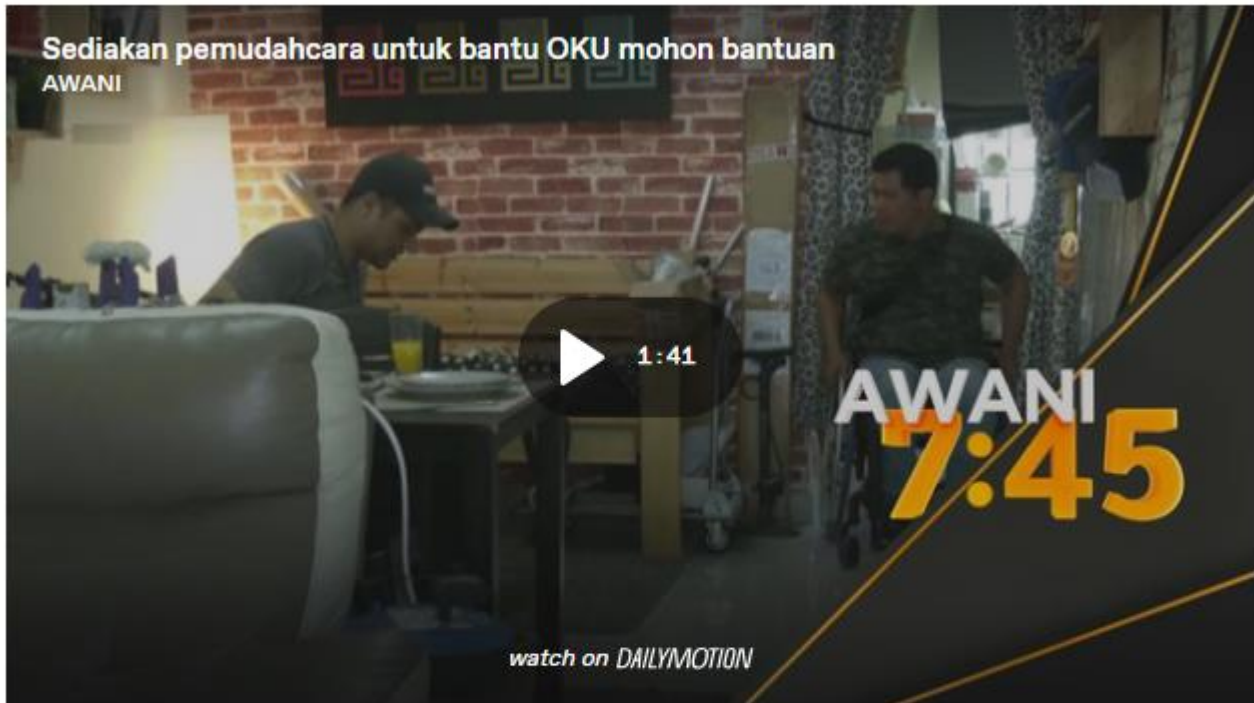 Sediakan pemudahcara untuk bantu OKU mohon bantuan
AWANI
1:41
AWANI
7:45
watch on DAILYMOTION